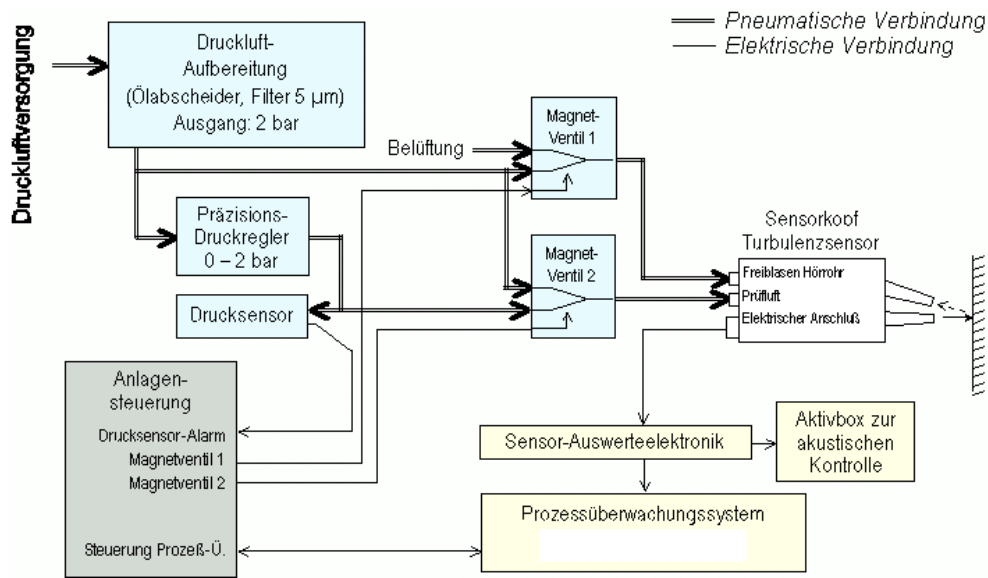 Pneumatische Verbindung
Elektrische Verbindung
Druckluftversorgung
Druckluft-
Aufbereitung
(Ölabscheider, Filter 5 µm)
Ausgang: 2 bar
Belüftung
Magnet-
Ventil 1
Präzisions-
Druckregler
0 – 2 bar
Magnet-
Ventil 2
Sensorkopf
Turbulenzsensor
Freiblasen Hörrohr
Prüfluft
Elektrischer Anschluß
Drucksensor
Anlagen-
steuerung
Drucksensor-Alarm
Magnetventil 1
Magnetventil 2
Steuerung Prozeß-Ü.
Sensor-Auswerteelektronik
Aktivbox zur
akustischen
Kontrolle
Prozessüberwachungssystem